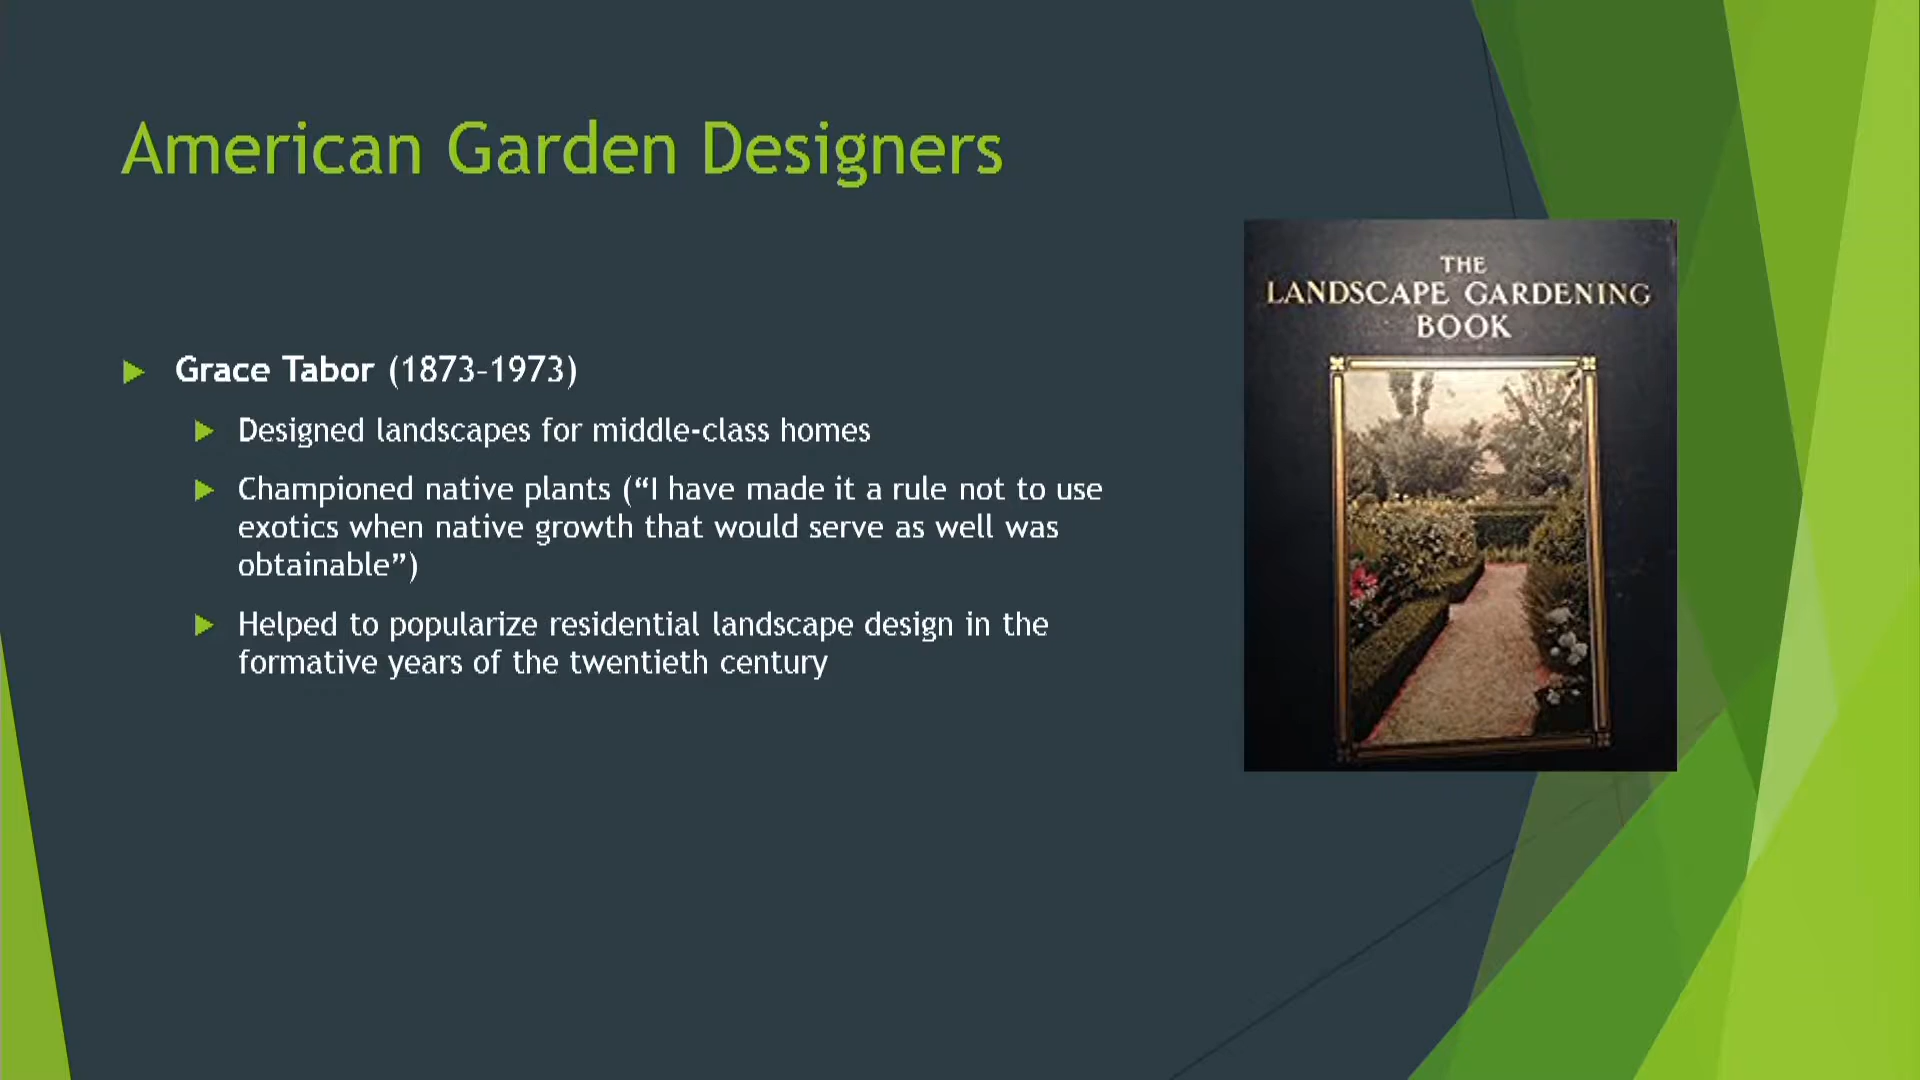 American Garden Designers
Grace Tabor (1873-1973)
Designed landscapes for middle-class homes
Championed native plants (“I have made it a rule not to use
exotics when native growth that would serve as well was
obtainable”)
Helped to popularize residential landscape design in the
formative years of the twentieth century
THE
LANDSCAPE GARDENING
BOOK